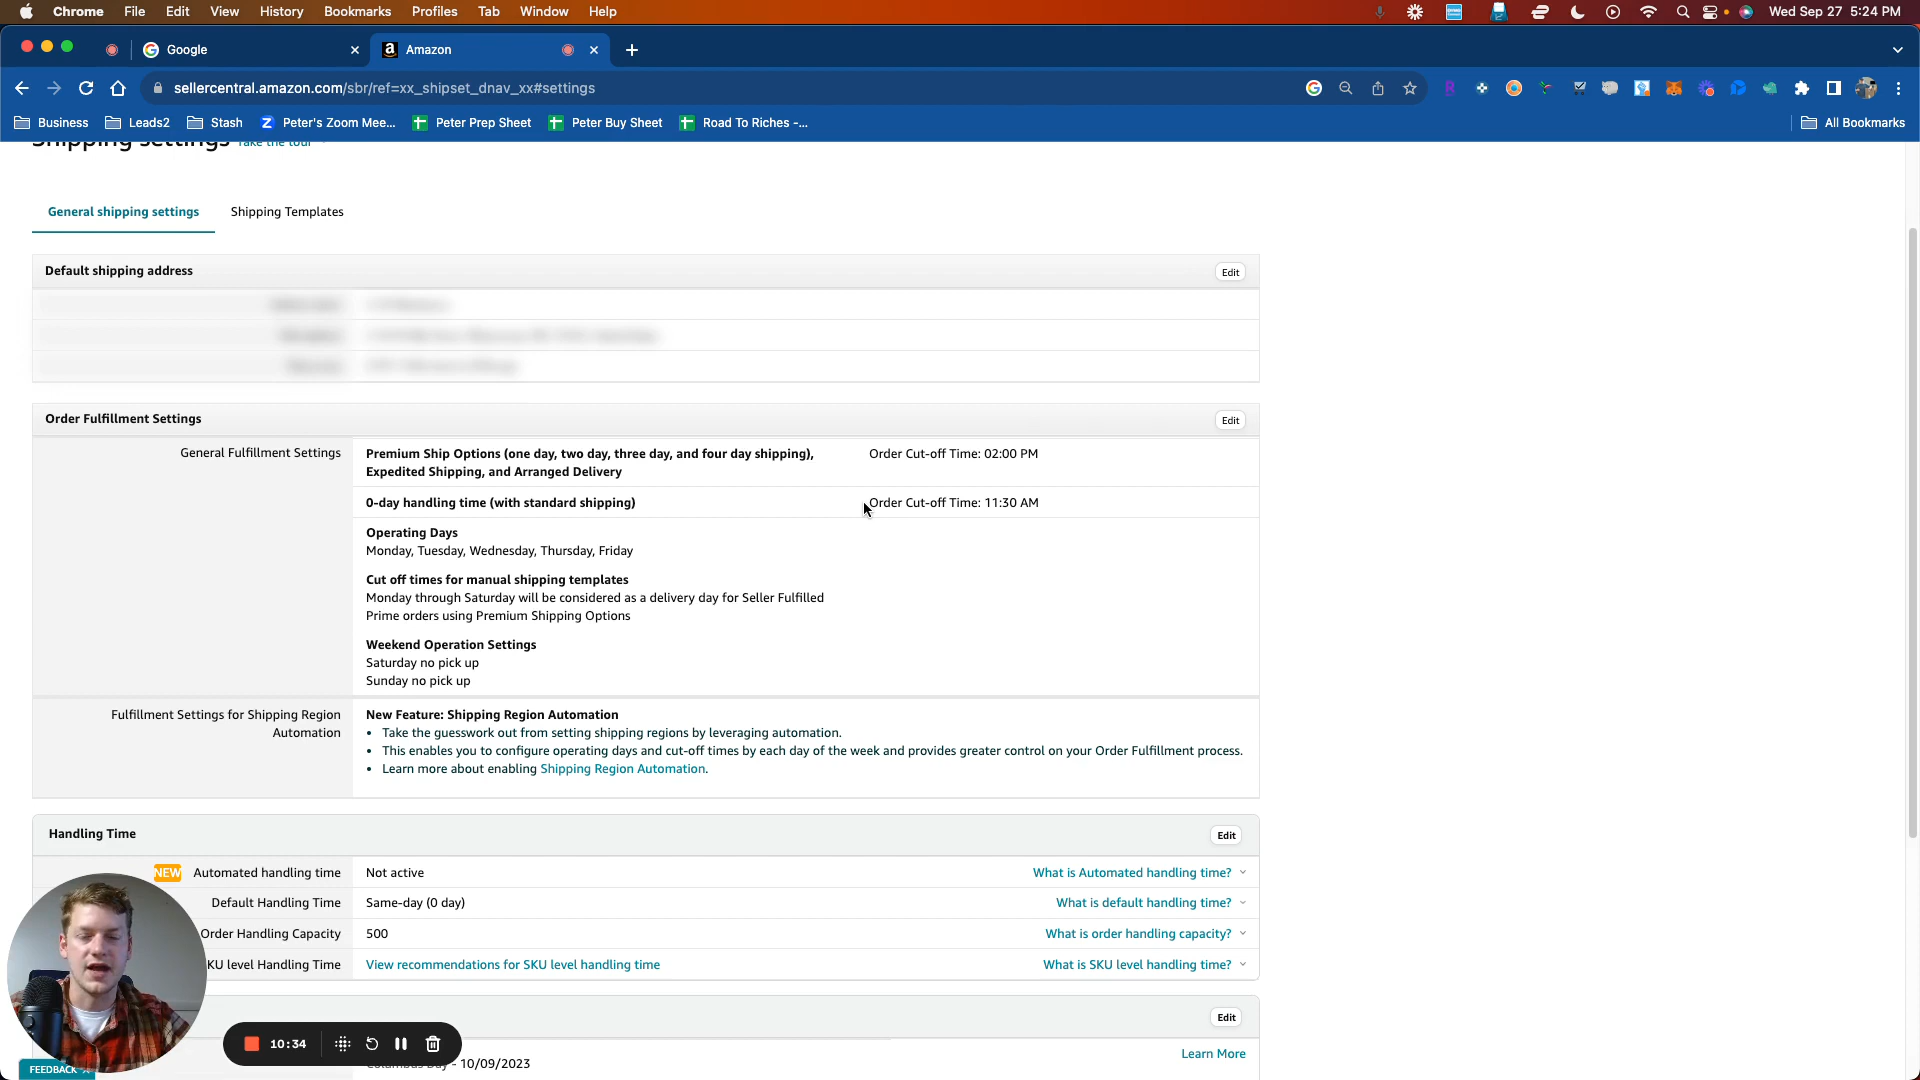 Chrome File Edit View History Bookmarks Profiles Tab Window Help Wed Sep 27 5:24 PM
Google Amazon
sellercentral.amazon.com/sbr/ref=xx_shipset_dnav_xx#settings
Business Leads2 Stash Peter's Zoom Mee... Peter Prep Sheet Peter Buy Sheet Road To Riches -... All Bookmarks
Shipping settings Take the tour
General shipping settings Shipping Templates
Default shipping address Edit
Order Fulfillment Settings Edit
General Fulfillment Settings Premium Ship Options (one day, two day, three day, and four day shipping), Order Cut-off Time: 02:00 PM
Expedited Shipping, and Arranged Delivery
0-day handling time (with standard shipping) Order Cut-off Time: 11:30 AM
Operating Days
Monday, Tuesday, Wednesday, Thursday, Friday
Cut off times for manual shipping templates
Monday through Saturday will be considered as a delivery day for Seller Fulfilled
Prime orders using Premium Shipping Options
Weekend Operation Settings
Saturday no pick up
Sunday no pick up
Fulfillment Settings for Shipping Region New Feature: Shipping Region Automation
Automation • Take the guesswork out from setting shipping regions by leveraging automation.
• This enables you to configure operating days and cut-off times by each day of the week and provides greater control on your Order Fulfillment process.
• Learn more about enabling Shipping Region Automation.
Handling Time Edit
NEW Automated handling time Not active What is Automated handling time?
Default Handling Time Same-day (0 day) What is default handling time?
Order Handling Capacity 500 What is order handling capacity?
KU level Handling Time View recommendations for SKU level handling time What is SKU level handling time?
Edit
10:34
Columbus Day - 10/09/2023 Learn More
FEEDBACK